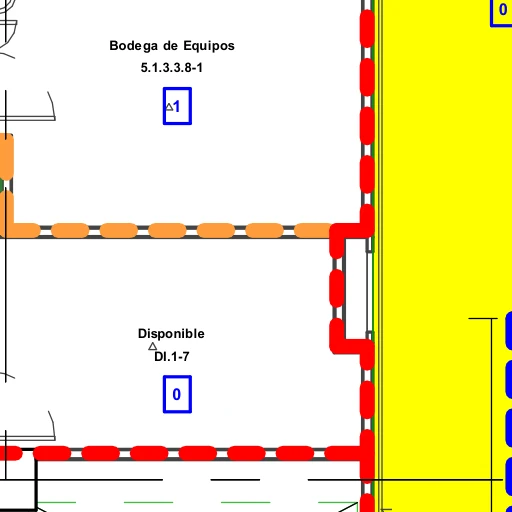 0
Bodega de Equipos
5.1.3.3.8-1
1
Disponible
DI.1-7
0